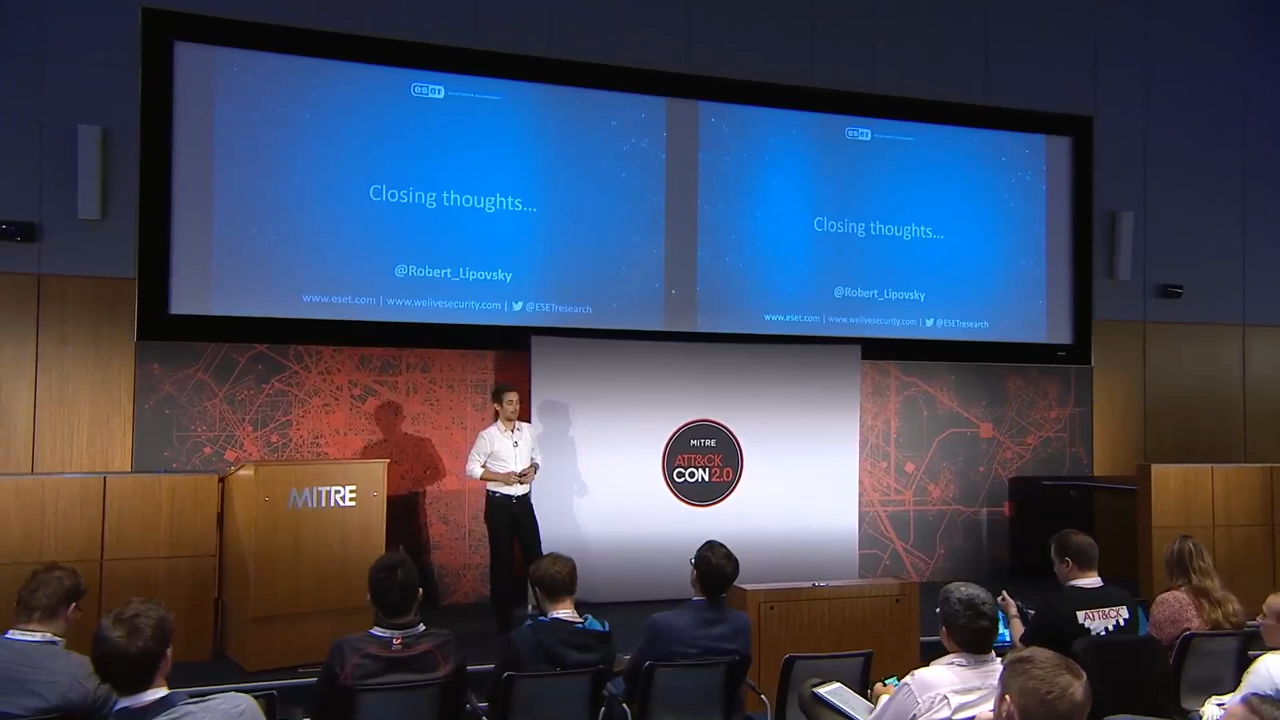 eset
Closing thoughts...
@Robert_Lipovsky
www.eset.com | www.welivesecurity.com | @ESETresearch
eset
Closing thoughts...
@Robert_Lipovsky
www.eset.com | www.welivesecurity.com | @ESETresearch
MITRE
ATT&CK
CON 2.0
MITRE
ATT&CK